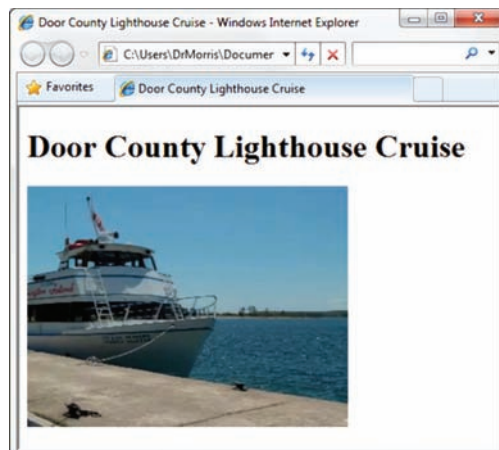 Door County Lighthouse Cruise - Windows Internet Explorer
C:\Users\DrMorris\Documer
Favorites
Door County Lighthouse Cruise
Door County Lighthouse Cruise
Island